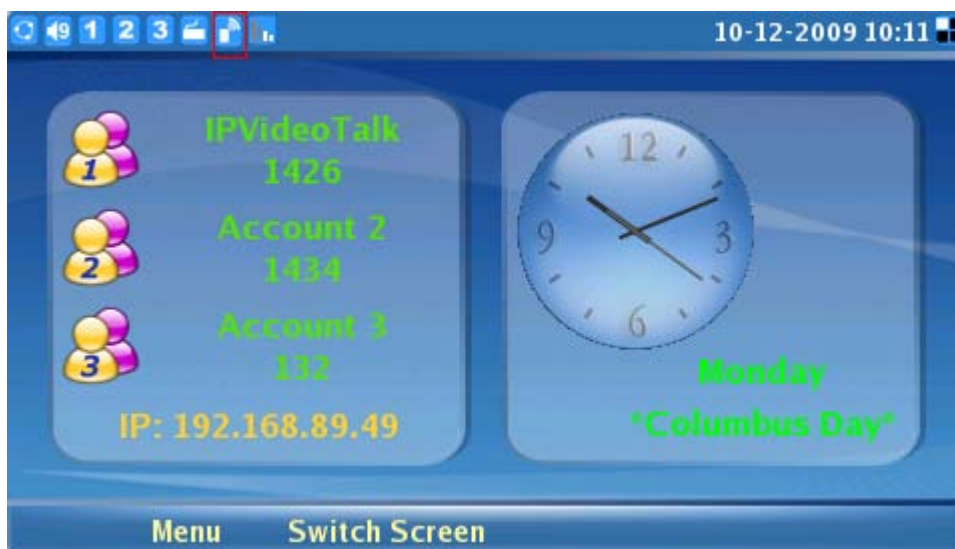 9 1 2 3
10-12-2009 10:11
1
IPVideoTalk
1426
2
Account 2
1434
3
Account 3
132
IP: 192.168.89.49
12
9
3
6
Monday
*Columbus Day*
Menu Switch Screen